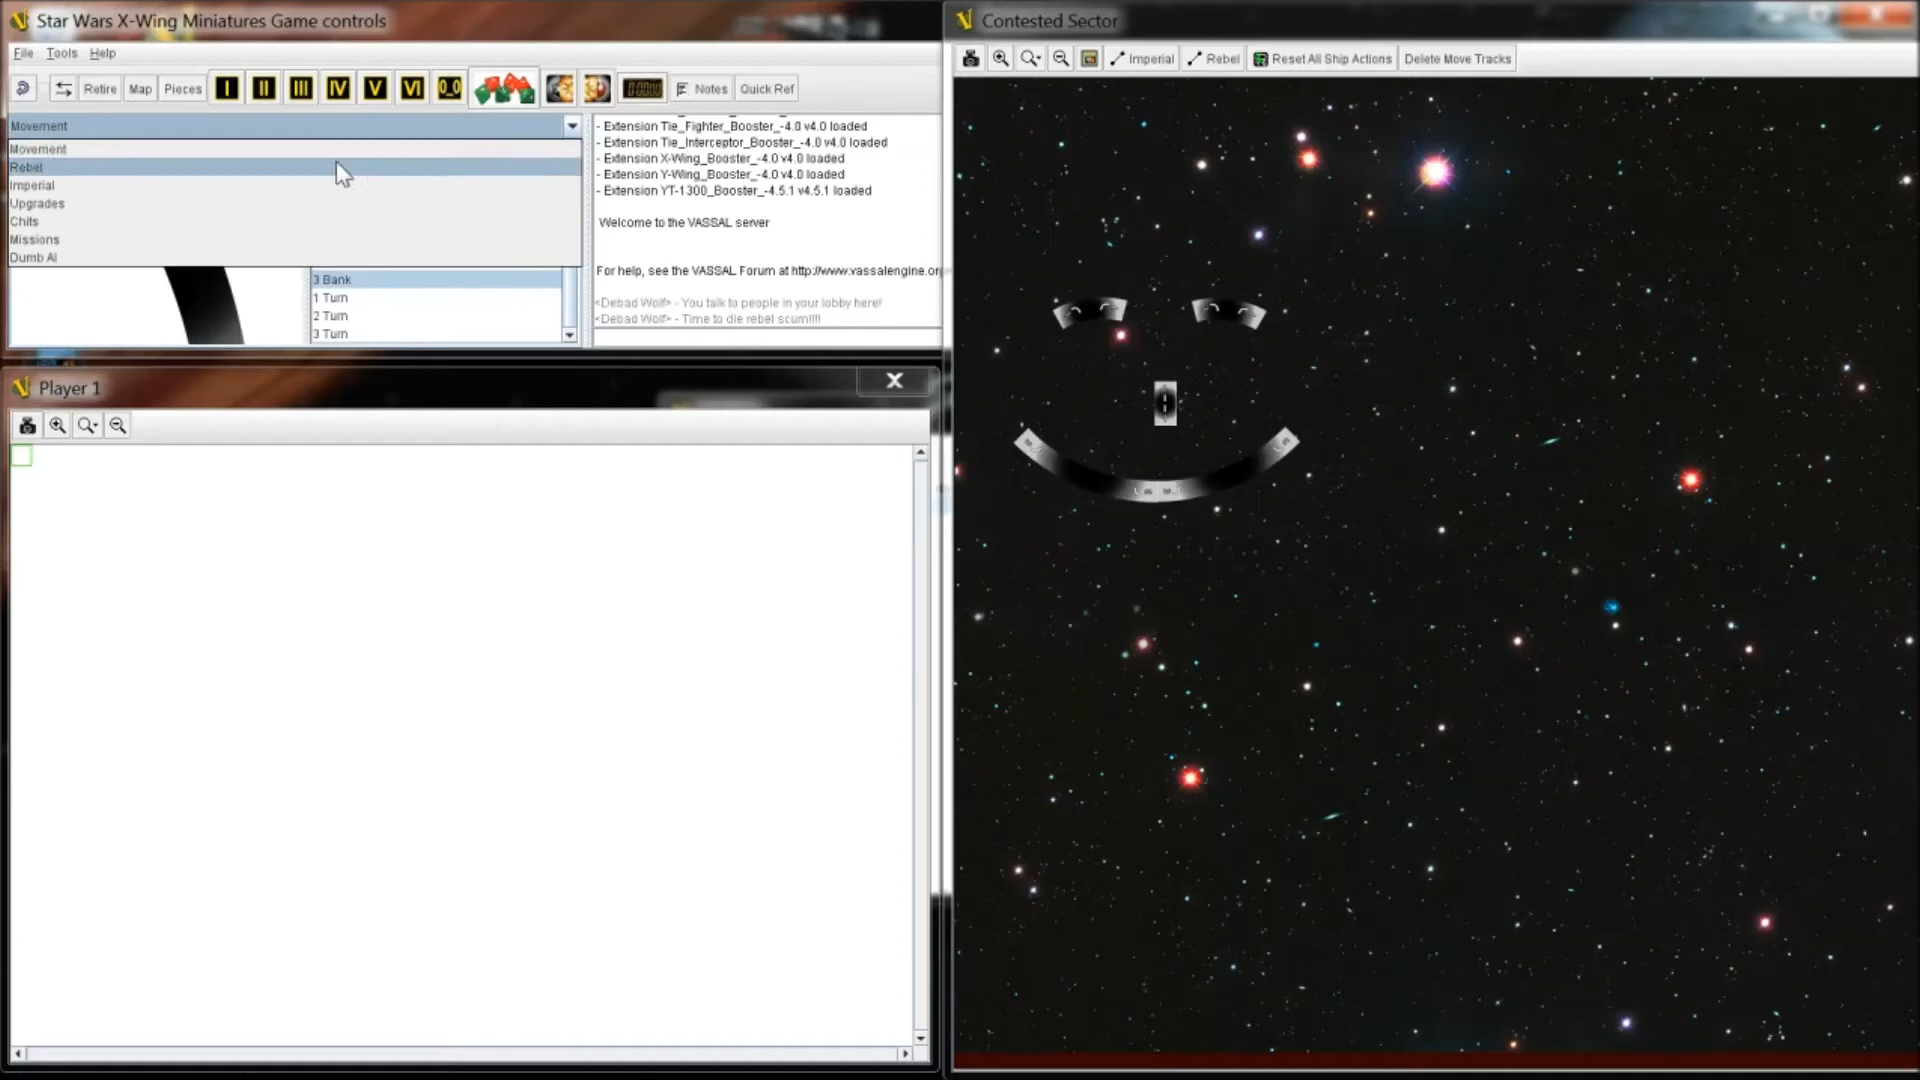 Star Wars X-Wing Miniatures Game controls
File Tools Help
Retire Map Pieces I II III IV V VI 0_0 Notes Quick Ref
Movement
Movement
Rebel
Imperial
Upgrades
Chits
Missions
Dumb AI
3 Bank
1 Turn
2 Turn
3 Turn
- Extension Tie_Fighter_Booster_-4.0 v4.0 loaded
- Extension Tie_Interceptor_Booster_-4.0 v4.0 loaded
- Extension X-Wing_Booster_-4.0 v4.0 loaded
- Extension Y-Wing_Booster_-4.0 v4.0 loaded
- Extension YT-1300_Booster_-4.5.1 v4.5.1 loaded
Welcome to the VASSAL server
For help, see the VASSAL Forum at http://www.vassalengine.or
<Debad Wolf> - You talk to people in your lobby here!
<Debad Wolf> - Time to die rebel scum!!!!
Player 1
Contested Sector
Imperial Rebel Reset All Ship Actions Delete Move Tracks